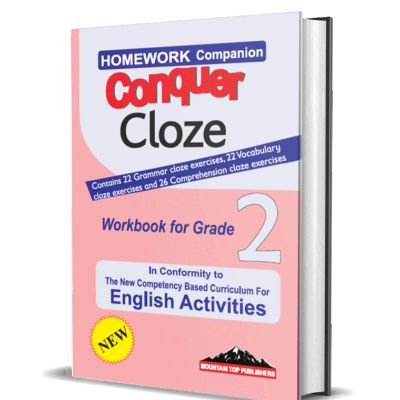 HOMEWORK Companion
Conquer
Cloze
Contains 22 Grammar cloze exercises, 22 Vocabulary
cloze exercises and 26 Comprehension cloze exercises
Workbook for Grade 2
In Conformity to
The New Competency Based Curriculum For
English Activities
NEW
MOUNTAIN TOP PUBLISHERS